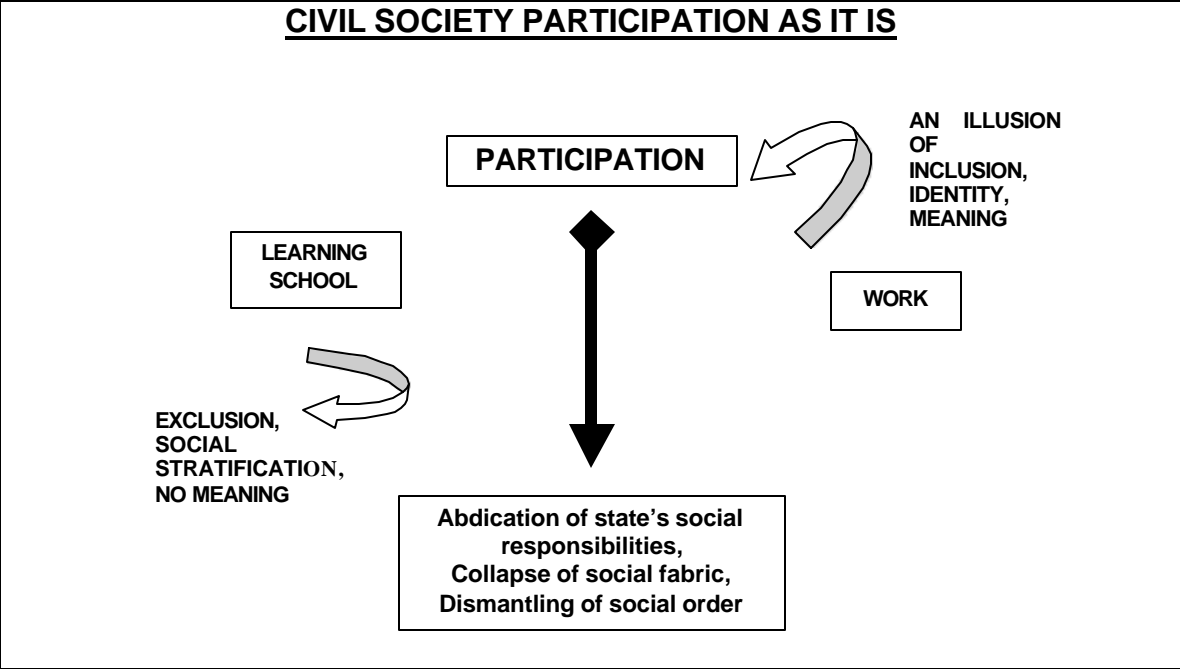 CIVIL SOCIETY PARTICIPATION AS IT IS
PARTICIPATION
AN ILLUSION
OF
INCLUSION,
IDENTITY,
MEANING
LEARNING
SCHOOL
WORK
EXCLUSION,
SOCIAL
STRATIFICATION,
NO MEANING
Abdication of state’s social
responsibilities,
Collapse of social fabric,
Dismantling of social order